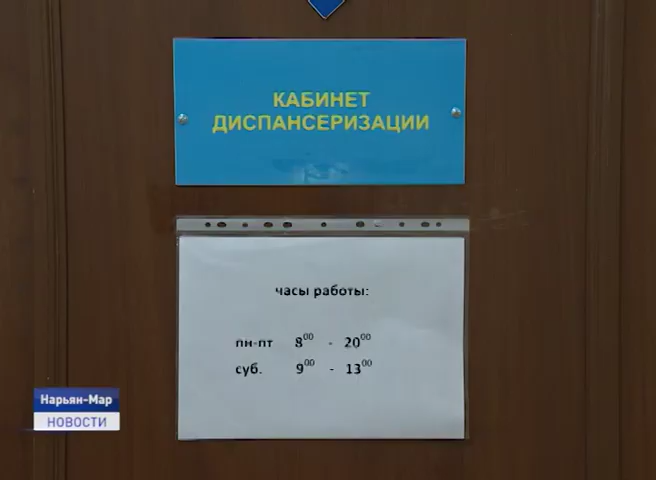 КАБИНЕТ
ДИСПАНСЕРИЗАЦИИ
часы работы:
пн-пт 8⁰⁰ - 20⁰⁰
суб. 9⁰⁰ - 13⁰⁰
Нарьян-Мар
НОВОСТИ